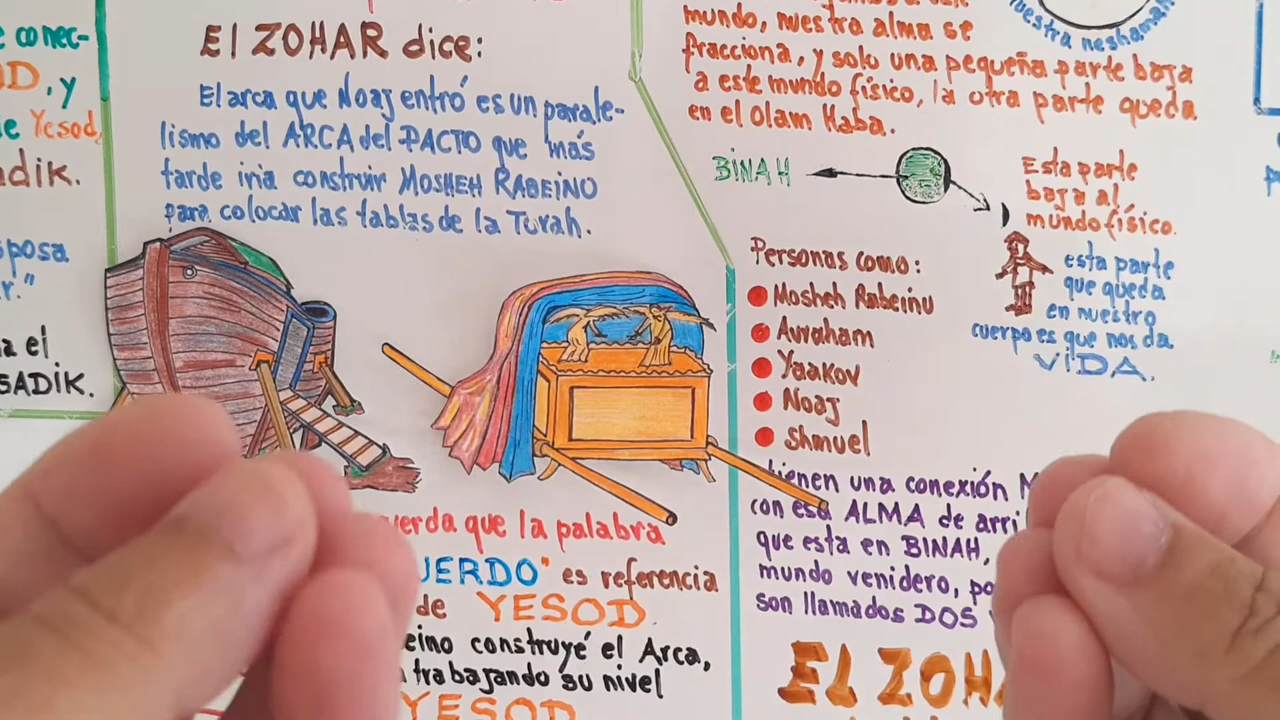 e conec-
OD, y
de Yesod,
adik.
sposa
r."
a el
SADIK.
El ZOHAR dice:
El arca que Noaj entró es un parale-
lismo del ARCA del PACTO que más
tarde iria construir MOSHEH RABEINO
para colocar las tablas de la Turah.
uerda que la palabra
UERDO" es referencia
de YESOD.
eino construyé el Arca,
trabajando su nivel
YESOD
mundo, nuestra alma se
fracciona, y solo una pequeña parte baja
a este mundo físico, la otra parte queda
en el Olam Haba.
nuestra neshamah
BINAH
Esta parte
baja al
mundo físico.
esta parte
que queda
en nuestro
cuerpo es que nos da
VIDA.
Personas como:
Mosheh Rabeinu
Avraham
Yaakov
Noaj
Shmuel
tienen una conexión M
con esa ALMA de arri
que esta en BINAH,
mundo venidero, po
son llamados DOS
EL ZOH